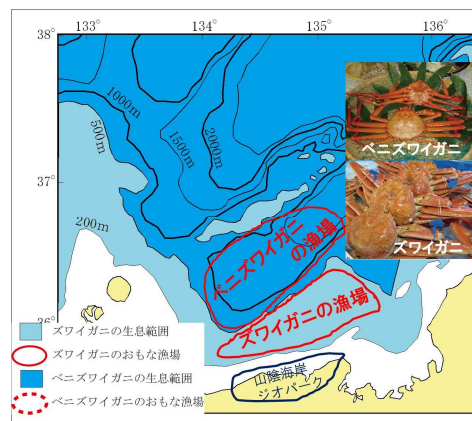 133° 134° 135° 136°
38°
37°
36°
1000m
500m
1500m
2000m
200m
ベニズワイガニ
ズワイガニ
ベニズワイガニ
の漁場
ズワイガニの漁場
山陰海岸
ジオパーク
ズワイガニの生息範囲
ズワイガニのおもな漁場
ベニズワイガニの生息範囲
ベニズワイガニのおもな漁場